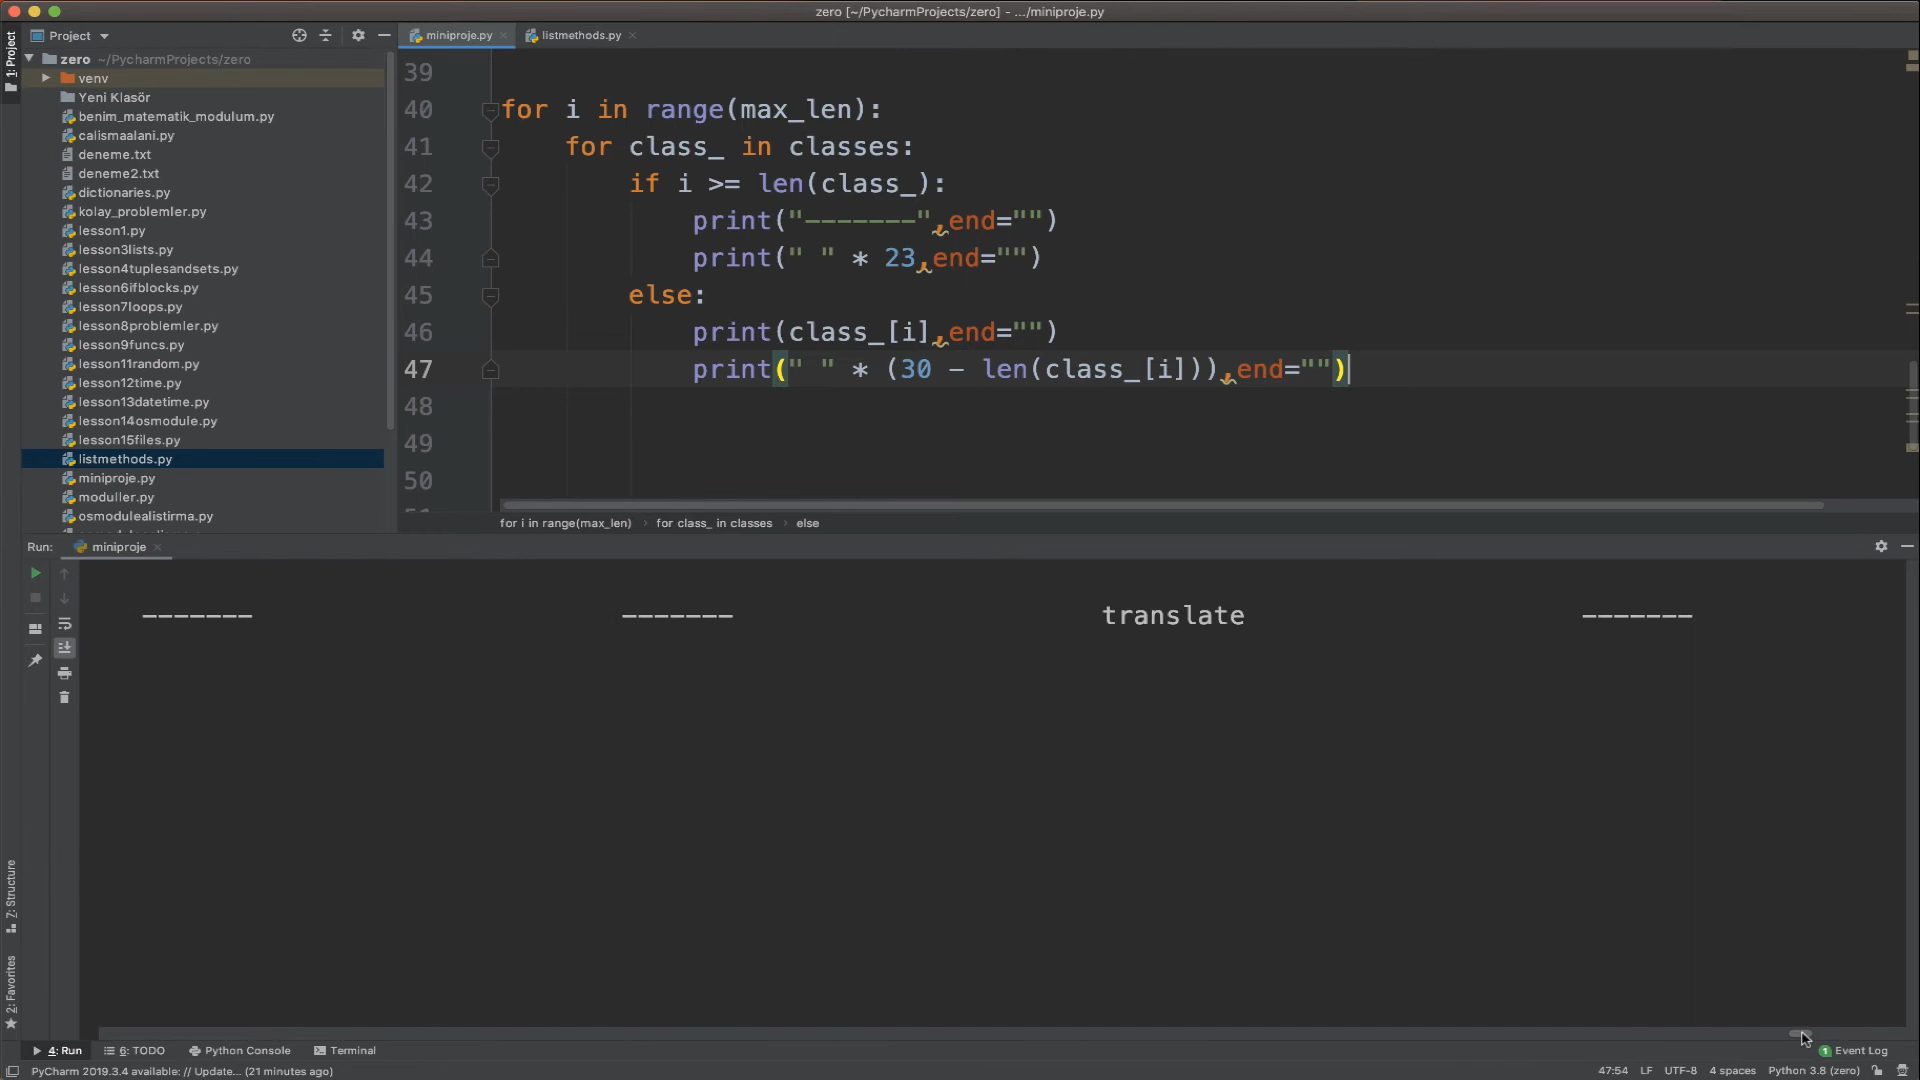 zero [~/PycharmProjects/zero] - .../miniproje.py
1: Project
Project
miniproje.py
listmethods.py
zero ~/PycharmProjects/zero
venv
Yeni Klasör
benim_matematik_modulum.py
calismaalani.py
deneme.txt
deneme2.txt
dictionaries.py
kolay_problemler.py
lesson1.py
lesson3lists.py
lesson4tuplesandsets.py
lesson6ifblocks.py
lesson7loops.py
lesson8problemler.py
lesson9funcs.py
lesson11random.py
lesson12time.py
lesson13datetime.py
lesson14osmodule.py
lesson15files.py
listmethods.py
miniproje.py
moduller.py
osmodulealistirma.py
39
40 for i in range(max_len):
41 for class_ in classes:
42 if i >= len(class_):
43 print("-------",end="")
44 print(" " * 23,end="")
45 else:
46 print(class_[i],end="")
47 print(" " * (30 - len(class_[i])),end="")
48
49
50
for i in range(max_len) › for class_ in classes › else
Run: miniproje
------- ------- translate -------
7: Structure
2: Favorites
4: Run 6: TODO Python Console Terminal 1 Event Log
PyCharm 2019.3.4 available: // Update... (21 minutes ago) 47:54 LF UTF-8 4 spaces Python 3.8 (zero)